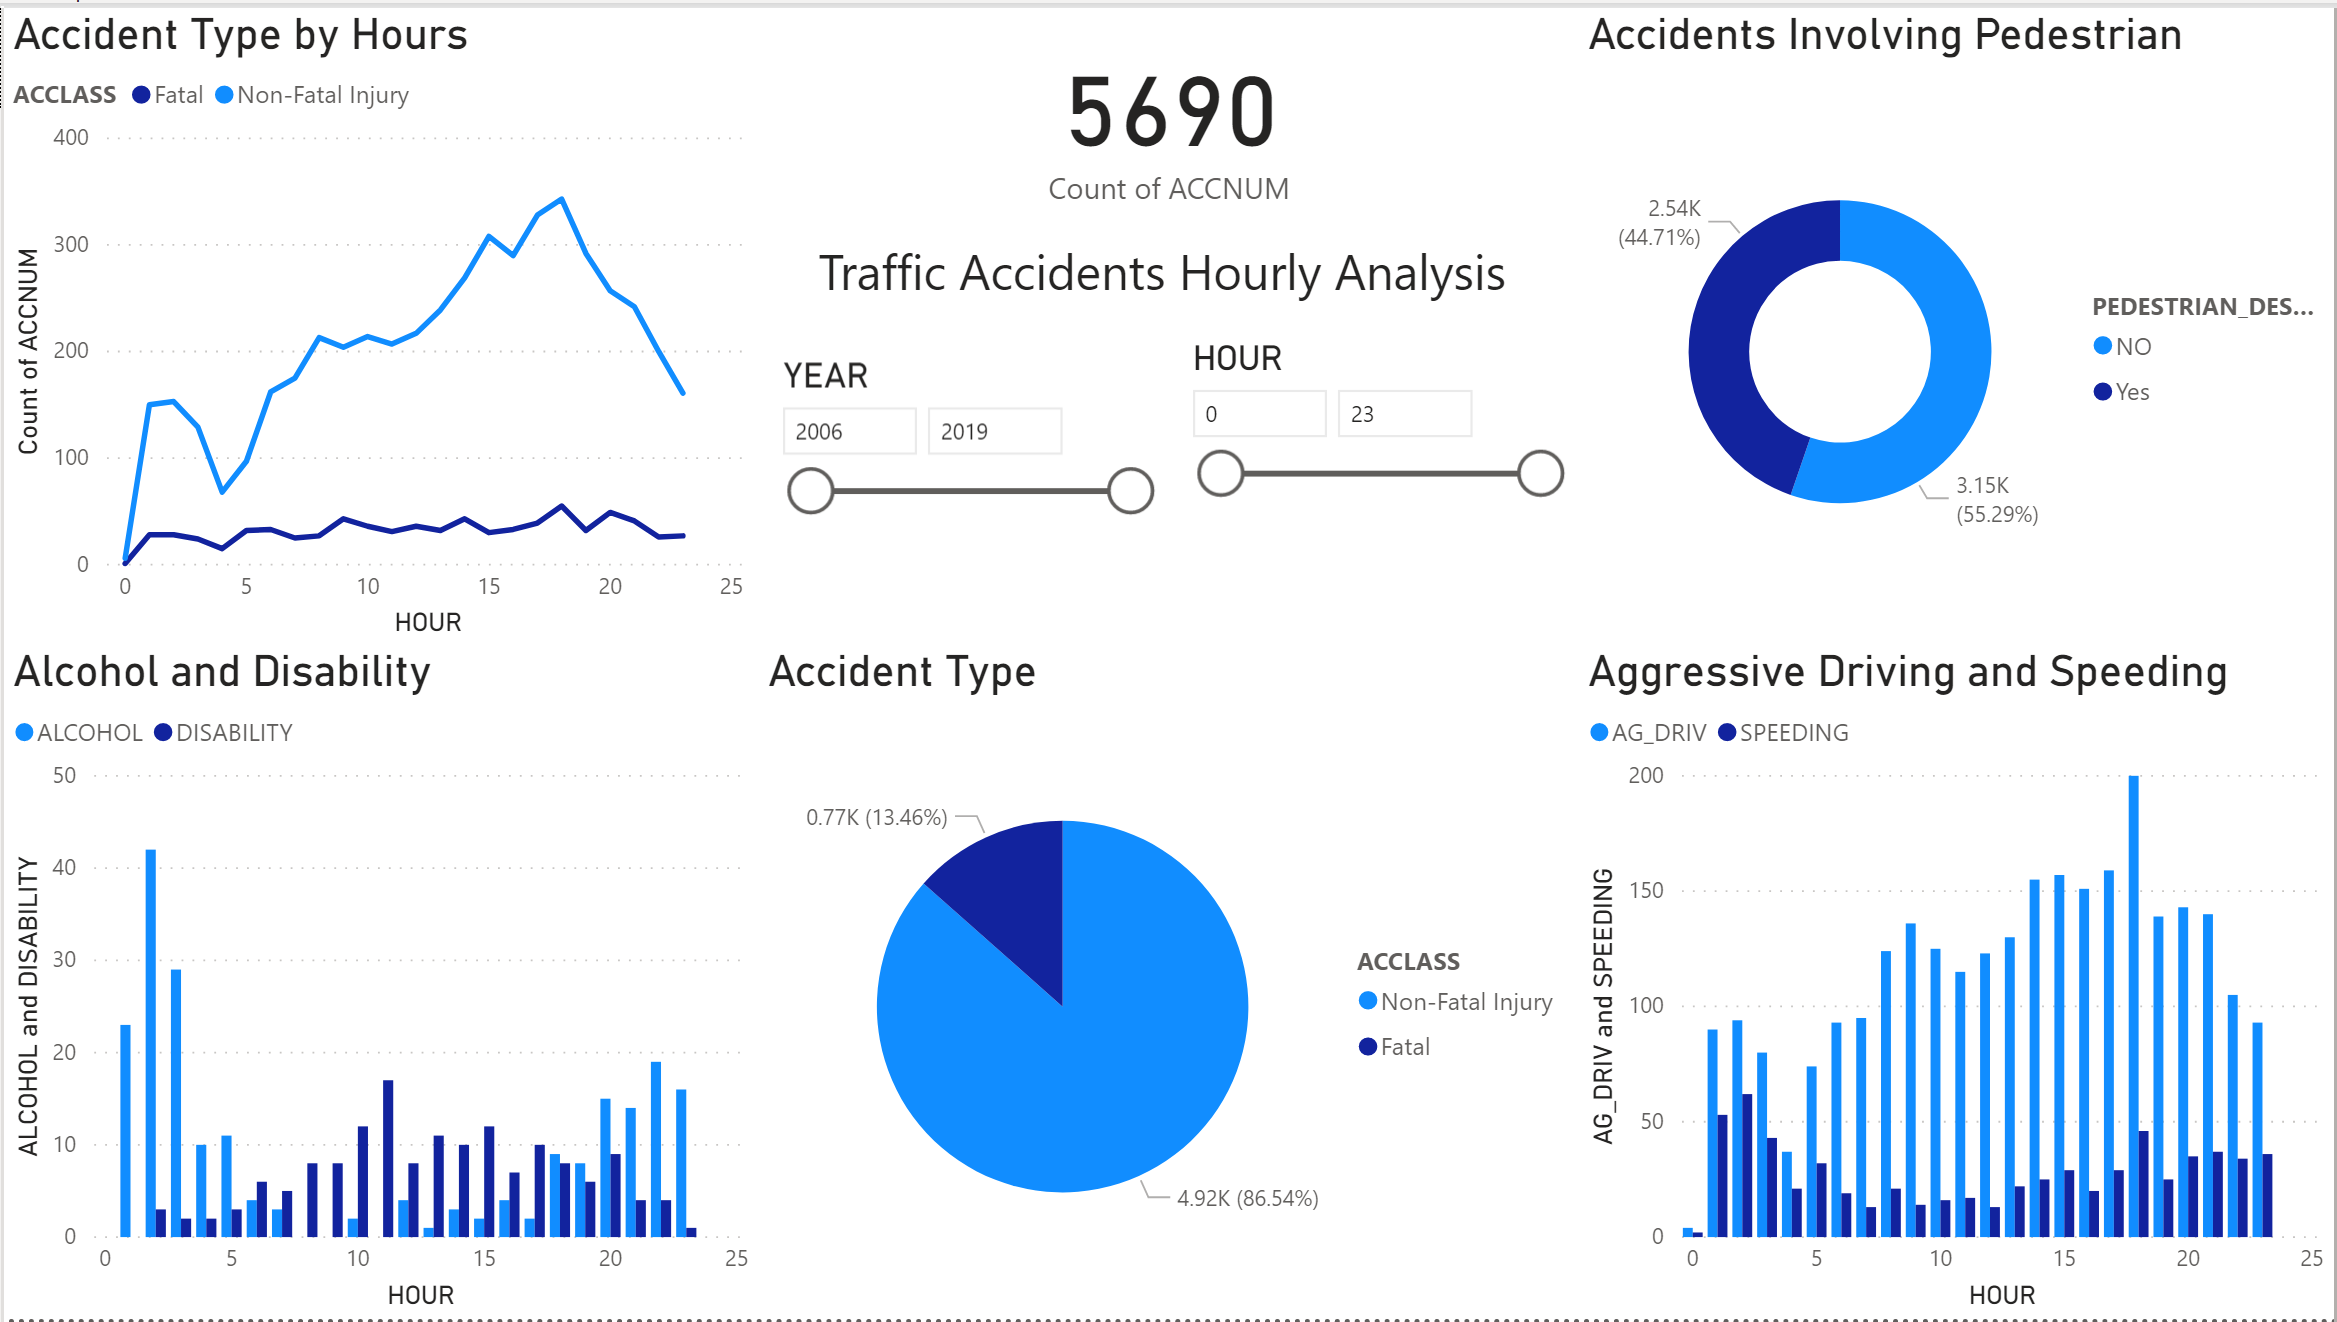 Accident Type by Hours
ACCLASS Fatal Non-Fatal Injury
400
300
200
100
0
Count of ACCNUM
0 5 10 15 20 25
HOUR
5690
Count of ACCNUM
Traffic Accidents Hourly Analysis
YEAR
2006 2019
HOUR
0 23
Accidents Involving Pedestrian
2.54K
(44.71%)
3.15K
(55.29%)
PEDESTRIAN_DES...
NO
Yes
Alcohol and Disability
ALCOHOL DISABILITY
50
40
30
20
10
0
ALCOHOL and DISABILITY
0 5 10 15 20 25
HOUR
Accident Type
0.77K (13.46%)
4.92K (86.54%)
ACCLASS
Non-Fatal Injury
Fatal
Aggressive Driving and Speeding
AG_DRIV SPEEDING
200
150
100
50
0
AG_DRIV and SPEEDING
0 5 10 15 20 25
HOUR